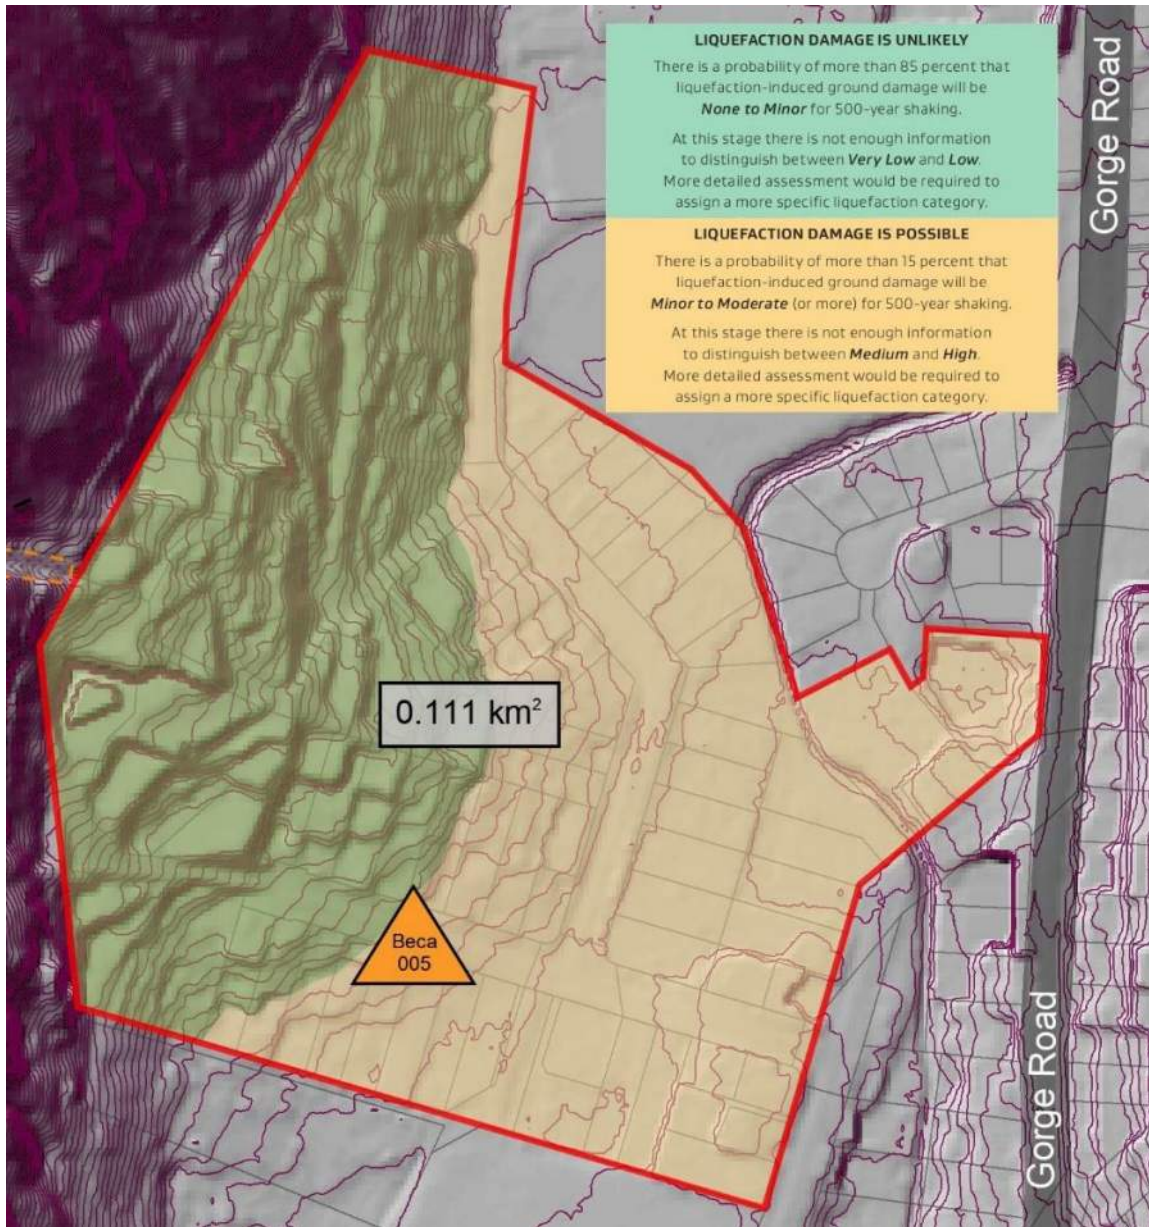 LIQUEFACTION DAMAGE IS UNLIKELY
There is a probability of more than 85 percent that
liquefaction-induced ground damage will be
None to Minor for 500-year shaking.
At this stage there is not enough information
to distinguish between Very Low and Low.
More detailed assessment would be required to
assign a more specific liquefaction category.
LIQUEFACTION DAMAGE IS POSSIBLE
There is a probability of more than 15 percent that
liquefaction-induced ground damage will be
Minor to Moderate (or more) for 500-year shaking.
At this stage there is not enough information
to distinguish between Medium and High.
More detailed assessment would be required to
assign a more specific liquefaction category.
Gorge Road
0.111 km²
Beca
005
Gorge Road